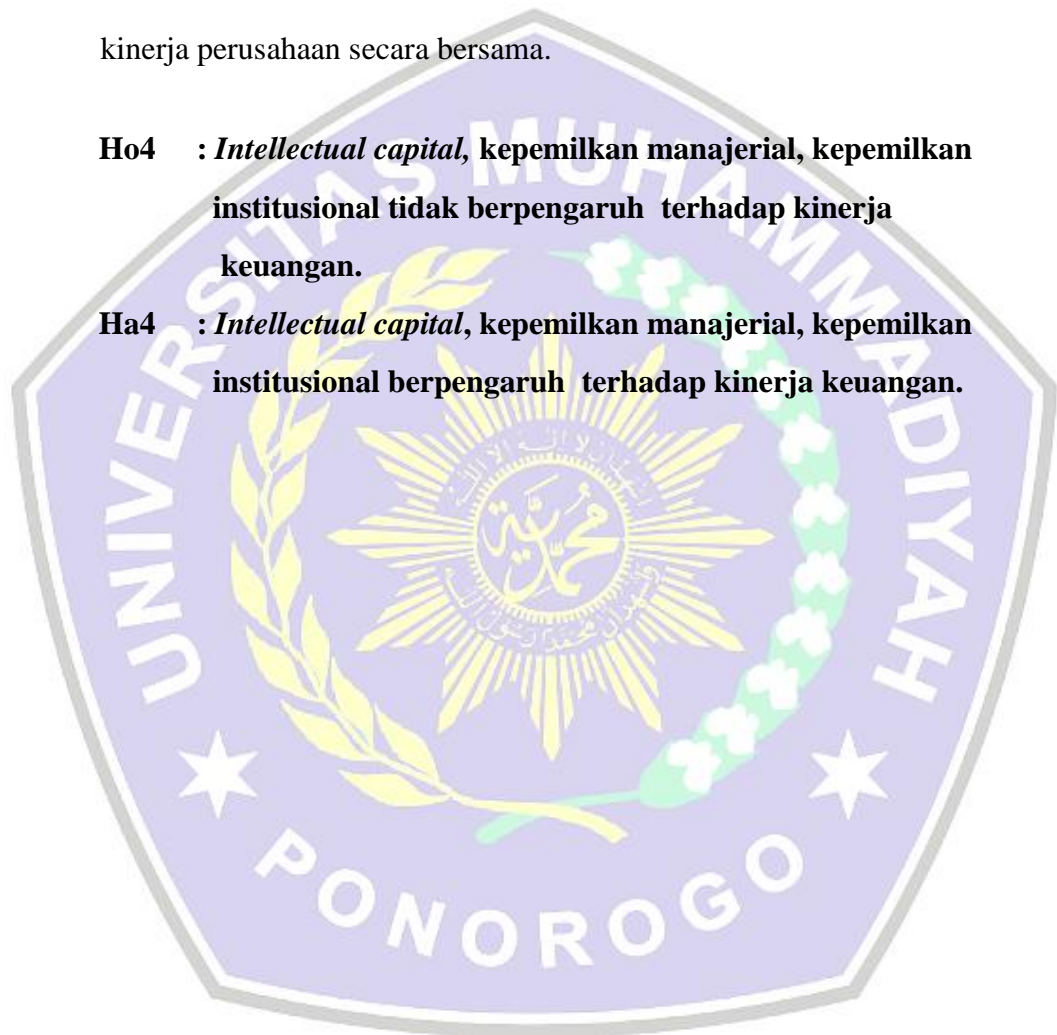 kinerja perusahaan secara bersama.
Ho4 : Intellectual capital, kepemilkan manajerial, kepemilkan
institusional tidak berpengaruh terhadap kinerja
keuangan.
Ha4 : Intellectual capital, kepemilkan manajerial, kepemilkan
institusional berpengaruh terhadap kinerja keuangan.
UNIVERSITAS MUHAMMADIYAH
PONOROGO
محمدية